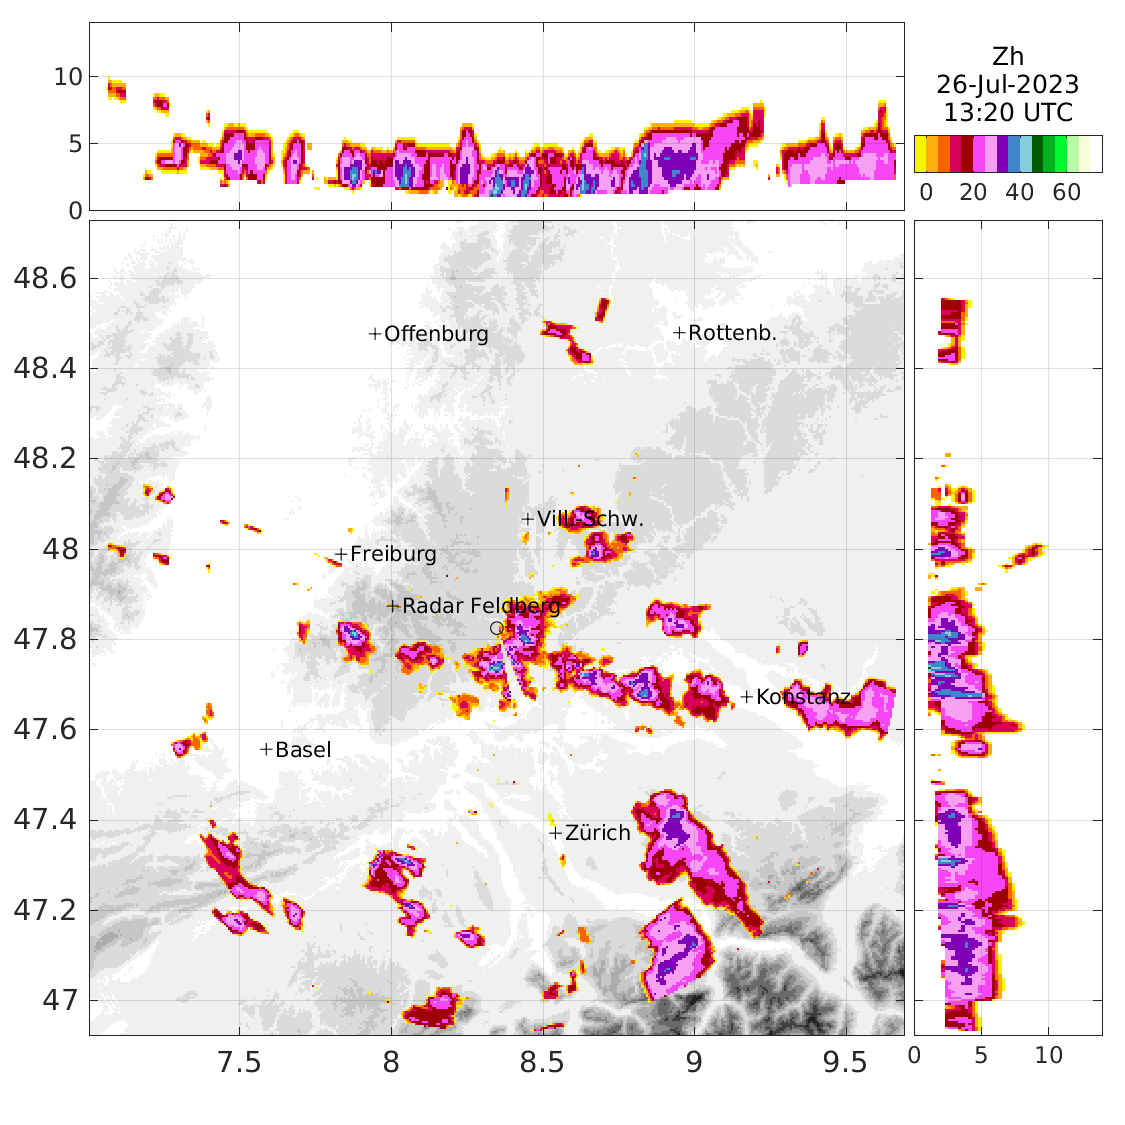 10
5
0
Zh
26-Jul-2023
13:20 UTC
0 20 40 60
48.6
48.4
48.2
48
47.8
47.6
47.4
47.2
47
+Offenburg
+Rottenb.
+Vill.-Schw.
+Freiburg
+Radar Feldberg
+Konstanz
+Basel
+Zürich
7.5 8 8.5 9 9.5
0 5 10